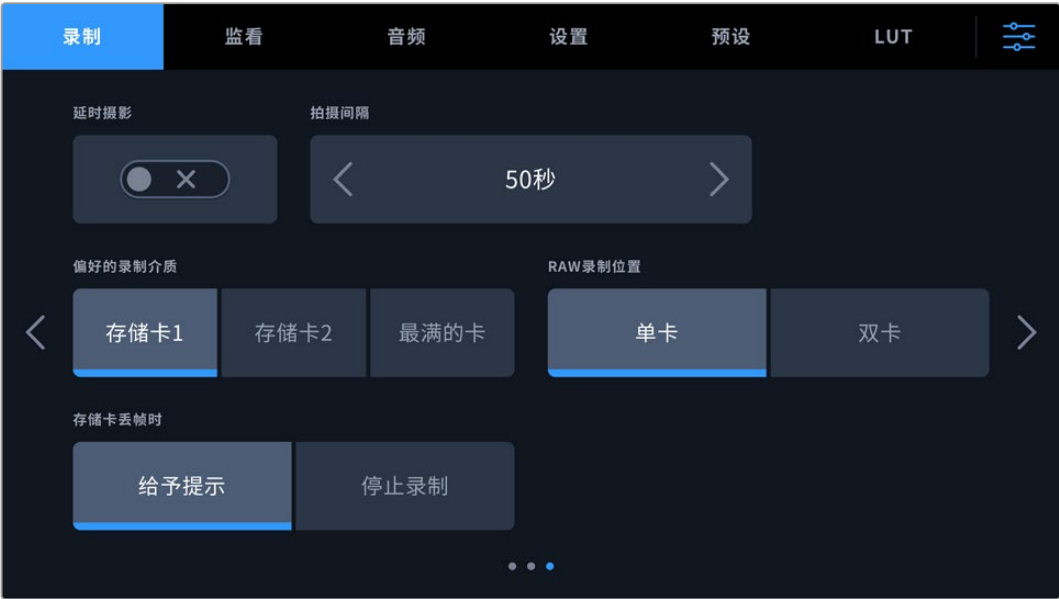 录制 监看 音频 设置 预设 LUT
延时摄影 拍摄间隔
50秒
偏好的录制介质 RAW录制位置
存储卡1 存储卡2 最满的卡 单卡 双卡
存储卡丢帧时
给予提示 停止录制